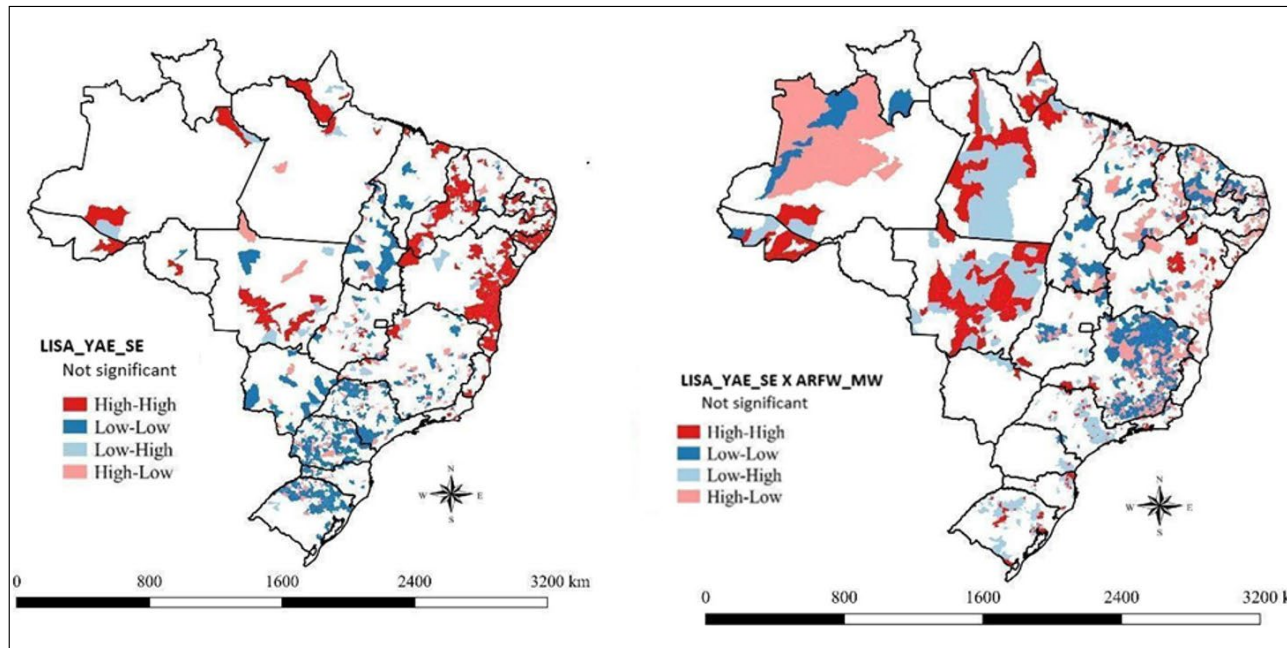 LISA_YAE_SE
Not significant
High-High
Low-Low
Low-High
High-Low
N
W E
S
0 800 1600 2400 3200 km
LISA_YAE_SE X ARFW_MW
Not significant
High-High
Low-Low
Low-High
High-Low
N
W E
S
0 800 1600 2400 3200 k